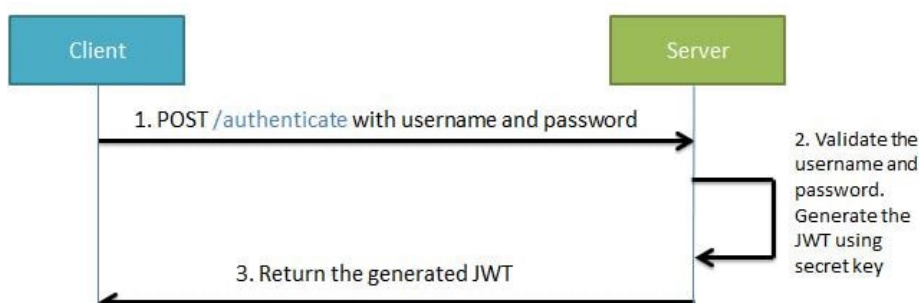 Client
Server
1. POST /authenticate with username and password
2. Validate the
username and
password.
Generate the
JWT using
secret key
3. Return the generated JWT